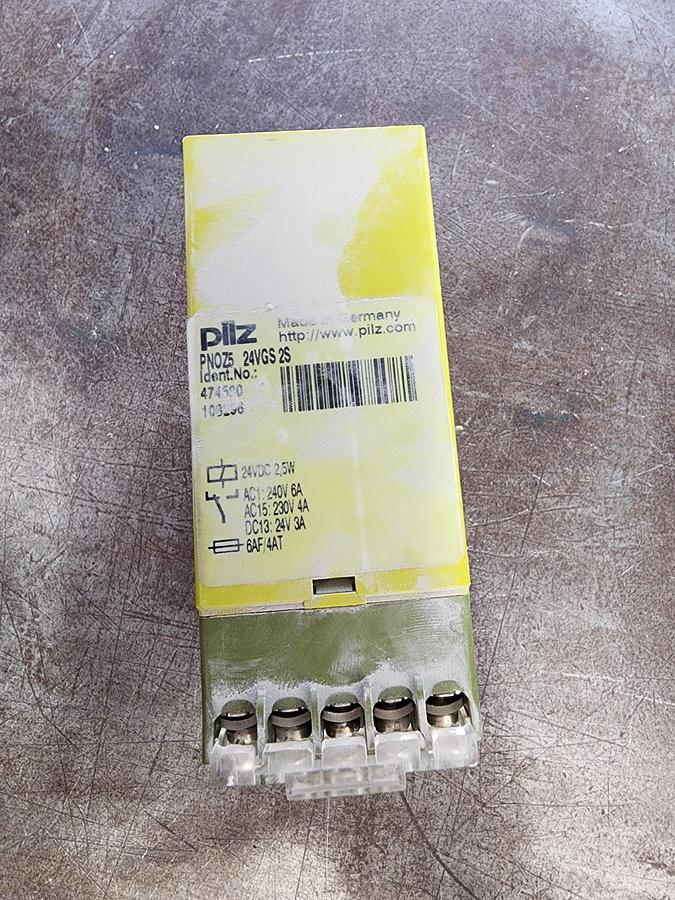 pilz
Made in Germany
http://www.pilz.com
PNOZ5 24VGS 2S
Ident.No.:
24VDC 2,5W
AC1: 240V 6A
AC15: 230V 4A
DC13: 24V 3A
6AF/4AT